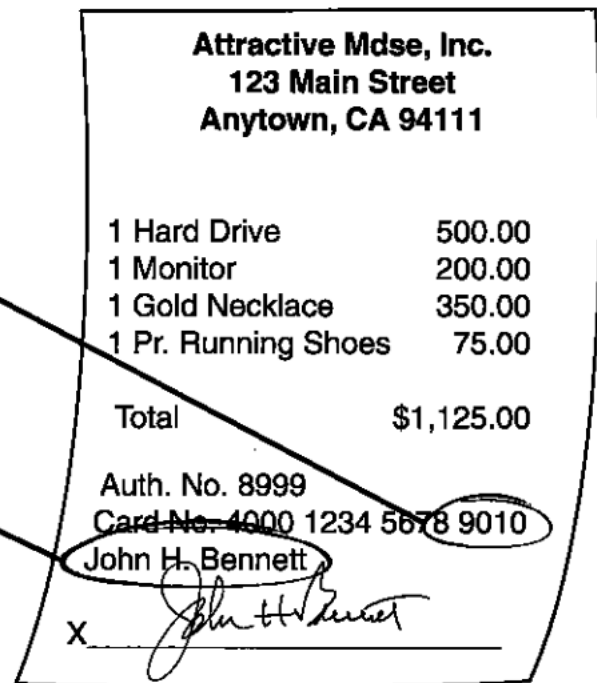 Attractive Mdse, Inc.
123 Main Street
Anytown, CA 94111
1 Hard Drive 500.00
1 Monitor 200.00
1 Gold Necklace 350.00
1 Pr. Running Shoes 75.00
Total $1,125.00
Auth. No. 8999
Card No. 4000 1234 5678 9010
John H. Bennett
X John H. Bennett